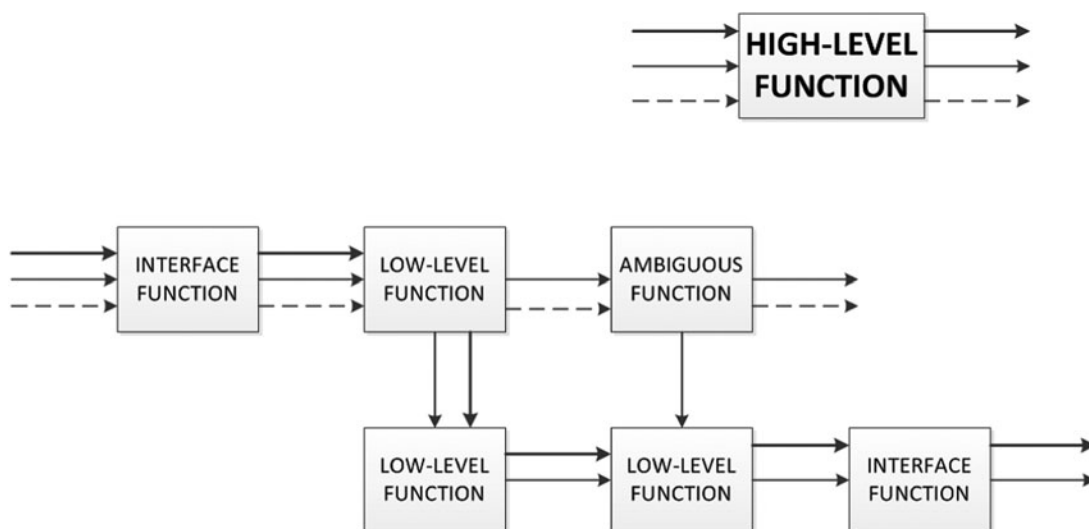 HIGH-LEVEL
FUNCTION
INTERFACE
FUNCTION
LOW-LEVEL
FUNCTION
AMBIGUOUS
FUNCTION
LOW-LEVEL
FUNCTION
LOW-LEVEL
FUNCTION
INTERFACE
FUNCTION